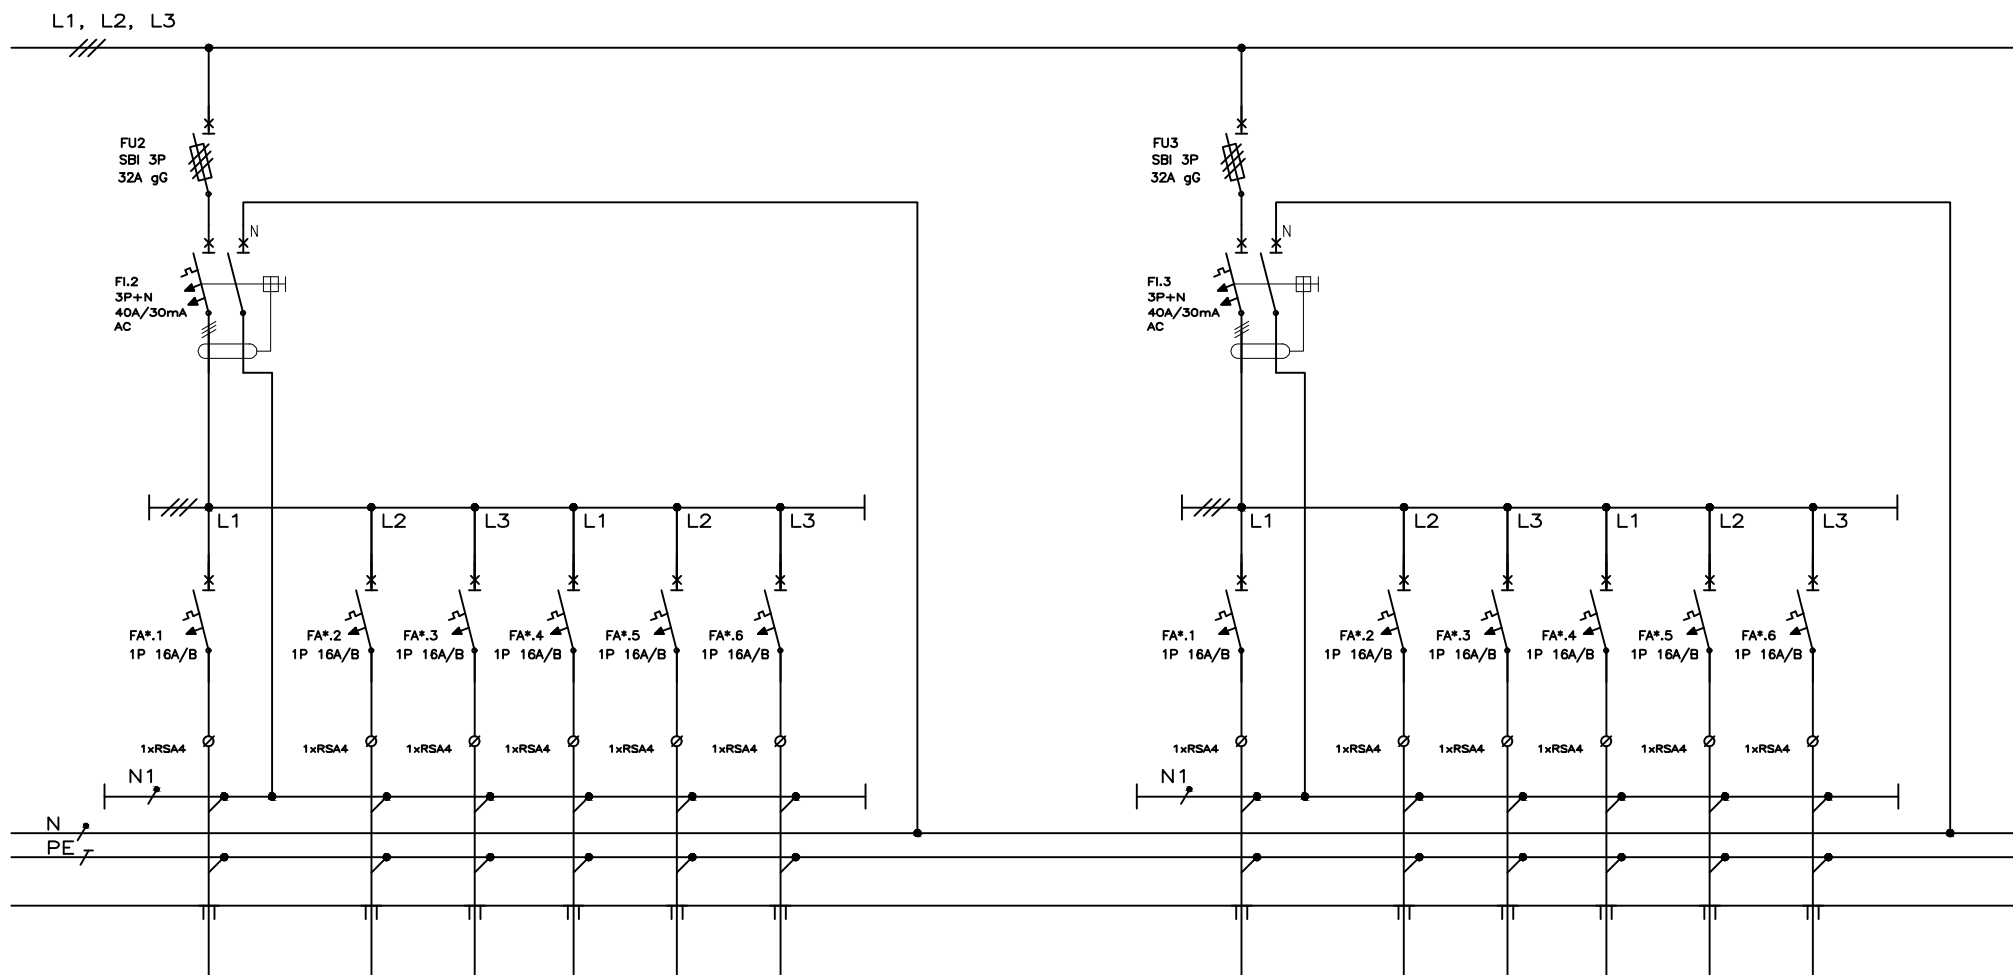 L1, L2, L3
FU2
SBI 3P
32A gG
N
FI.2
3P+N
40A/30mA
AC
L1 L2 L3 L1 L2 L3
FA*.1 FA*.2 FA*.3 FA*.4 FA*.5 FA*.6
1P 16A/B 1P 16A/B 1P 16A/B 1P 16A/B 1P 16A/B 1P 16A/B
1xRSA4 1xRSA4 1xRSA4 1xRSA4 1xRSA4 1xRSA4
N1
N
PE
FU3
SBI 3P
32A gG
N
FI.3
3P+N
40A/30mA
AC
L1 L2 L3 L1 L2 L3
FA*.1 FA*.2 FA*.3 FA*.4 FA*.5 FA*.6
1P 16A/B 1P 16A/B 1P 16A/B 1P 16A/B 1P 16A/B 1P 16A/B
1xRSA4 1xRSA4 1xRSA4 1xRSA4 1xRSA4 1xRSA4
N1